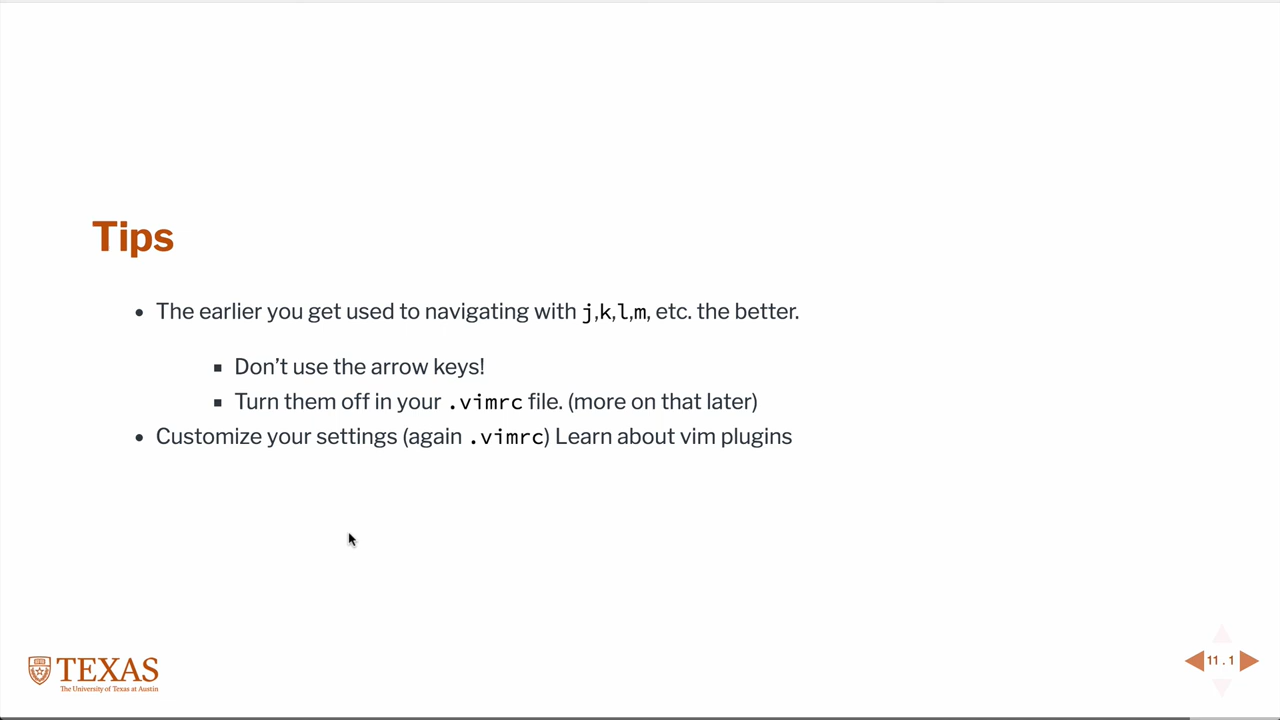 Tips
The earlier you get used to navigating with j,k,l,m, etc. the better.
Don’t use the arrow keys!
Turn them off in your .vimrc file. (more on that later)
Customize your settings (again .vimrc) Learn about vim plugins
TEXAS
The University of Texas at Austin
11 . 1